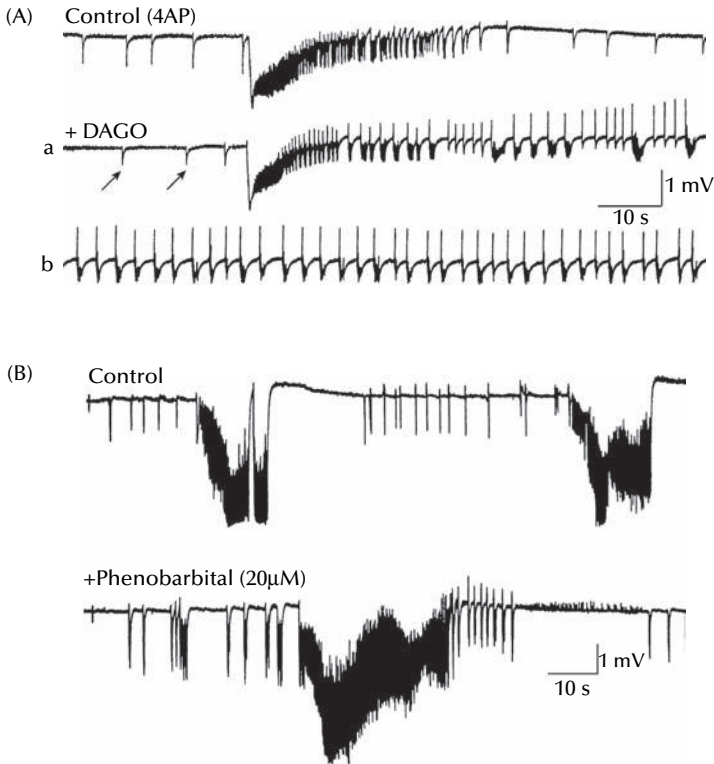 (A)
Control (4AP)
+ DAGO
a
1 mV
10 s
b
(B)
Control
+Phenobarbital (20µM)
1 mV
10 s